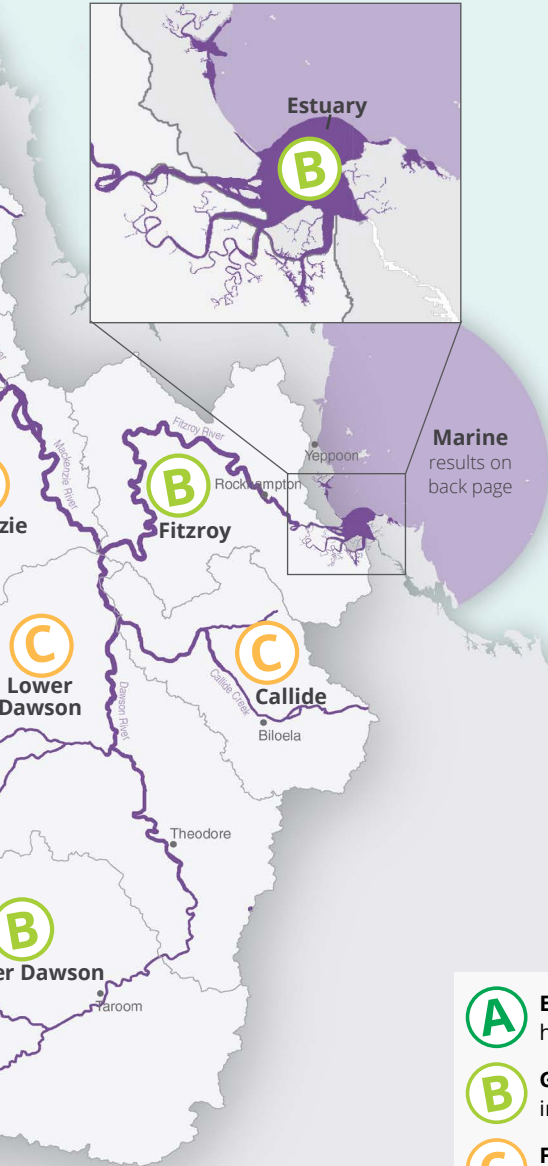 Estuary
B
Marine
results on
back page
Fitzroy River
Yeppoon
Rockhampton
Mackenzie River
B
Fitzroy
zie
C
Lower
Dawson
C
Callide
Callide Creek
Dawson River
Biloela
Theodore
B
er Dawson
Taroom
A
E
h
B
G
i
C
F